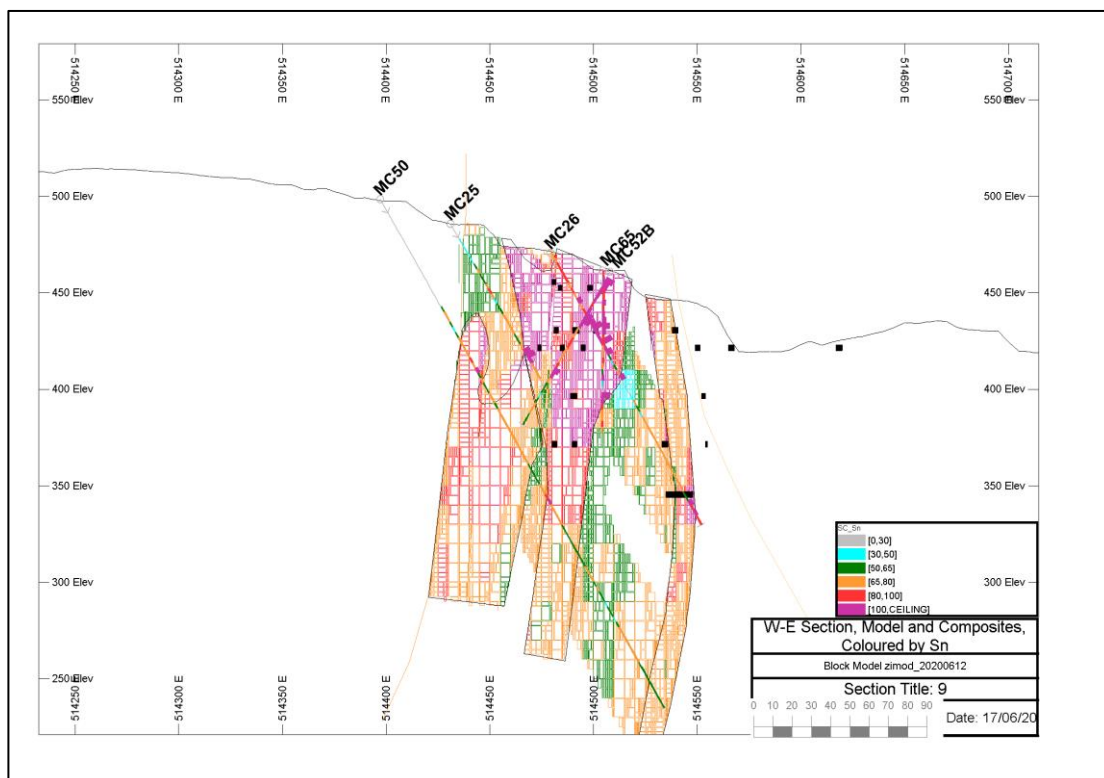 514250 E
514300 E
514350 E
514400 E
514450 E
514500 E
514550 E
514600 E
514650 E
514700 E
550 Elev
550 Elev
500 Elev
500 Elev
450 Elev
450 Elev
400 Elev
400 Elev
350 Elev
350 Elev
300 Elev
300 Elev
250 Elev
MC50
MC25
MC26
MC65
MC52B
SC_Sn
[0,30]
[30,50]
[50,65]
[65,80]
[80,100]
[100,CEILING]
W-E Section, Model and Composites,
Coloured by Sn
Block Model zimod_20200612
Section Title: 9
0 10 20 30 40 50 60 70 80 90
Date: 17/06/20
514250 E
514300 E
514350 E
514400 E
514450 E
514500 E
514550 E